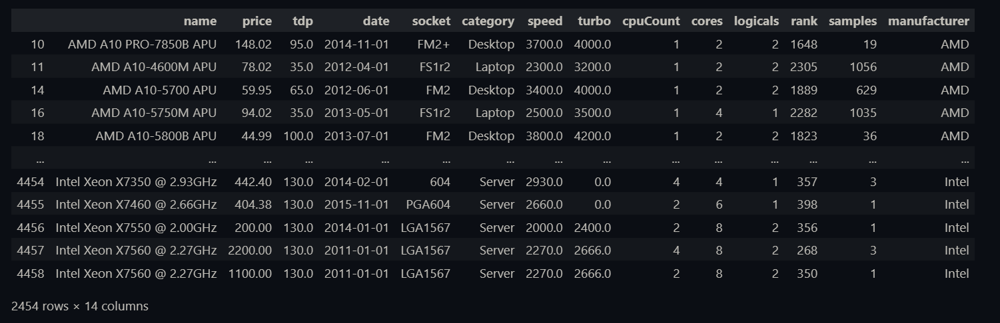 name price tdp date socket category speed turbo cpuCount cores logicals rank samples manufacturer
10 AMD A10 PRO-7850B APU 148.02 95.0 2014-11-01 FM2+ Desktop 3700.0 4000.0 1 2 2 1648 19 AMD
11 AMD A10-4600M APU 78.02 35.0 2012-04-01 FS1r2 Laptop 2300.0 3200.0 1 2 2 2305 1056 AMD
14 AMD A10-5700 APU 59.95 65.0 2012-06-01 FM2 Desktop 3400.0 4000.0 1 2 2 1889 629 AMD
16 AMD A10-5750M APU 94.02 35.0 2013-05-01 FS1r2 Laptop 2500.0 3500.0 1 4 1 2282 1035 AMD
18 AMD A10-5800B APU 44.99 100.0 2013-07-01 FM2 Desktop 3800.0 4200.0 1 2 2 1823 36 AMD
... ... ... ... ... ... ... ... ... ... ... ... ... ... ...
4454 Intel Xeon X7350 @ 2.93GHz 442.40 130.0 2014-02-01 604 Server 2930.0 0.0 4 4 1 357 3 Intel
4455 Intel Xeon X7460 @ 2.66GHz 404.38 130.0 2015-11-01 PGA604 Server 2660.0 0.0 2 6 1 398 1 Intel
4456 Intel Xeon X7550 @ 2.00GHz 200.00 130.0 2014-01-01 LGA1567 Server 2000.0 2400.0 2 8 2 356 1 Intel
4457 Intel Xeon X7560 @ 2.27GHz 2200.00 130.0 2011-01-01 LGA1567 Server 2270.0 2666.0 4 8 2 268 3 Intel
4458 Intel Xeon X7560 @ 2.27GHz 1100.00 130.0 2011-01-01 LGA1567 Server 2270.0 2666.0 2 8 2 350 1 Intel
2454 rows × 14 columns